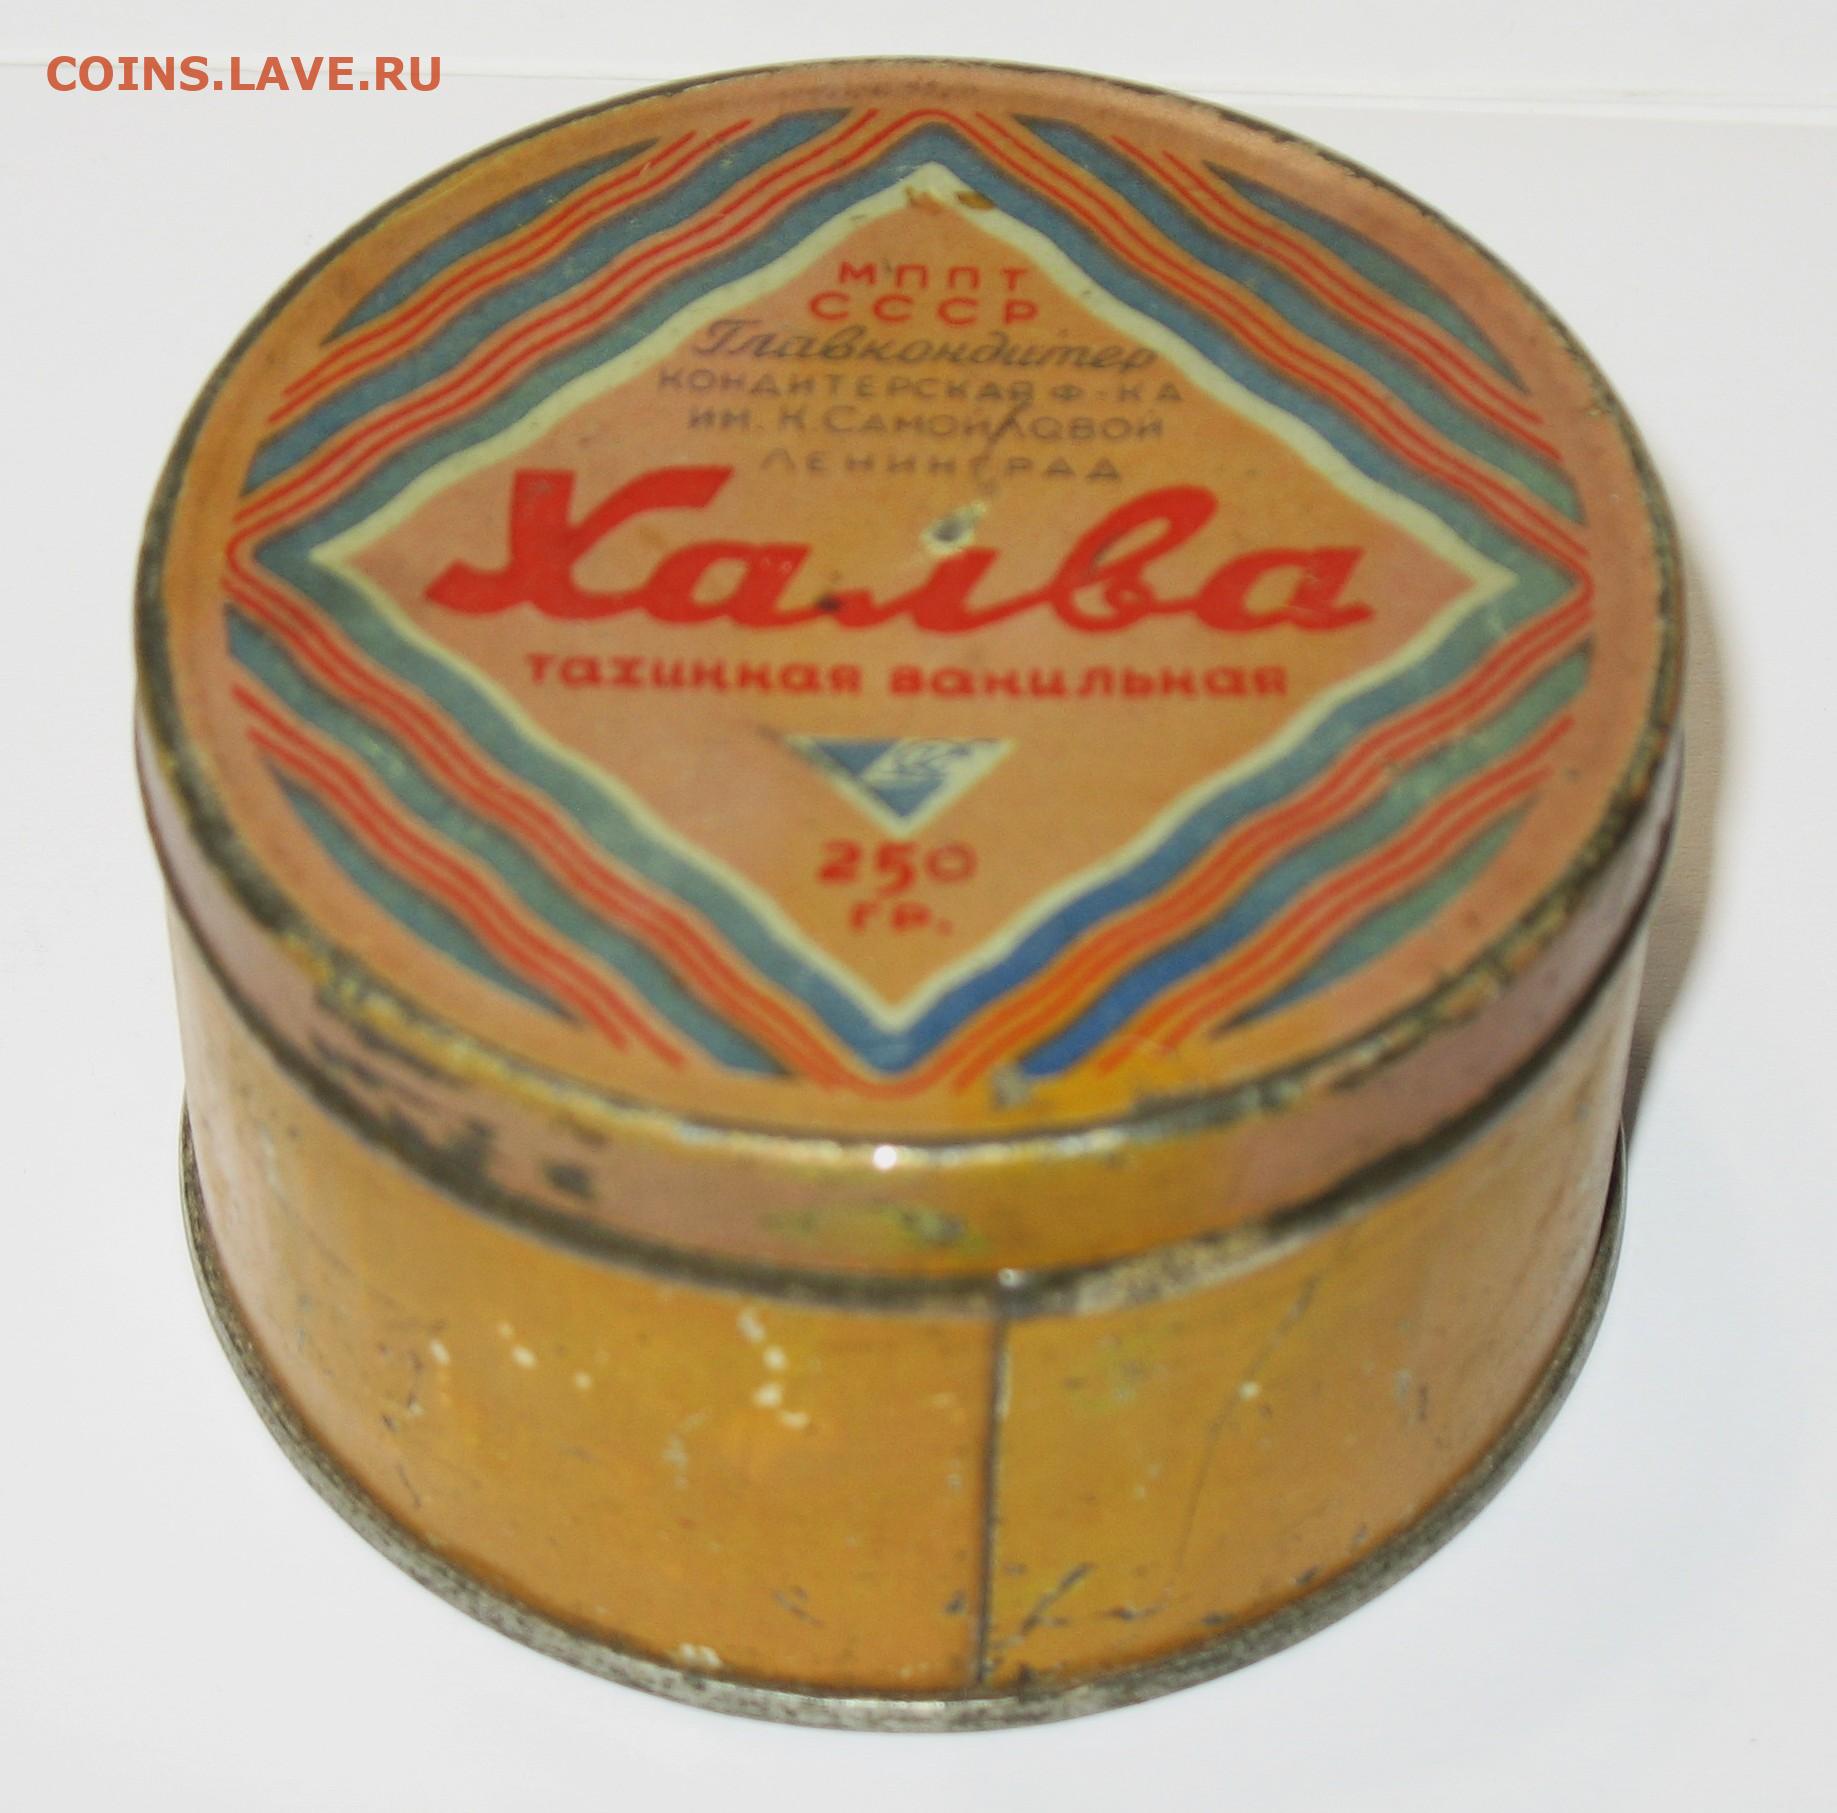 COINS.LAVE.RU
МППТ
СССР
Главкондитер
КОНДИТЕРСКАЯ Ф-КА
ИМ. К. САМОЙЛОВОЙ
ЛЕНИНГРАД
Халва
тахинная ванильная
250
ГР.